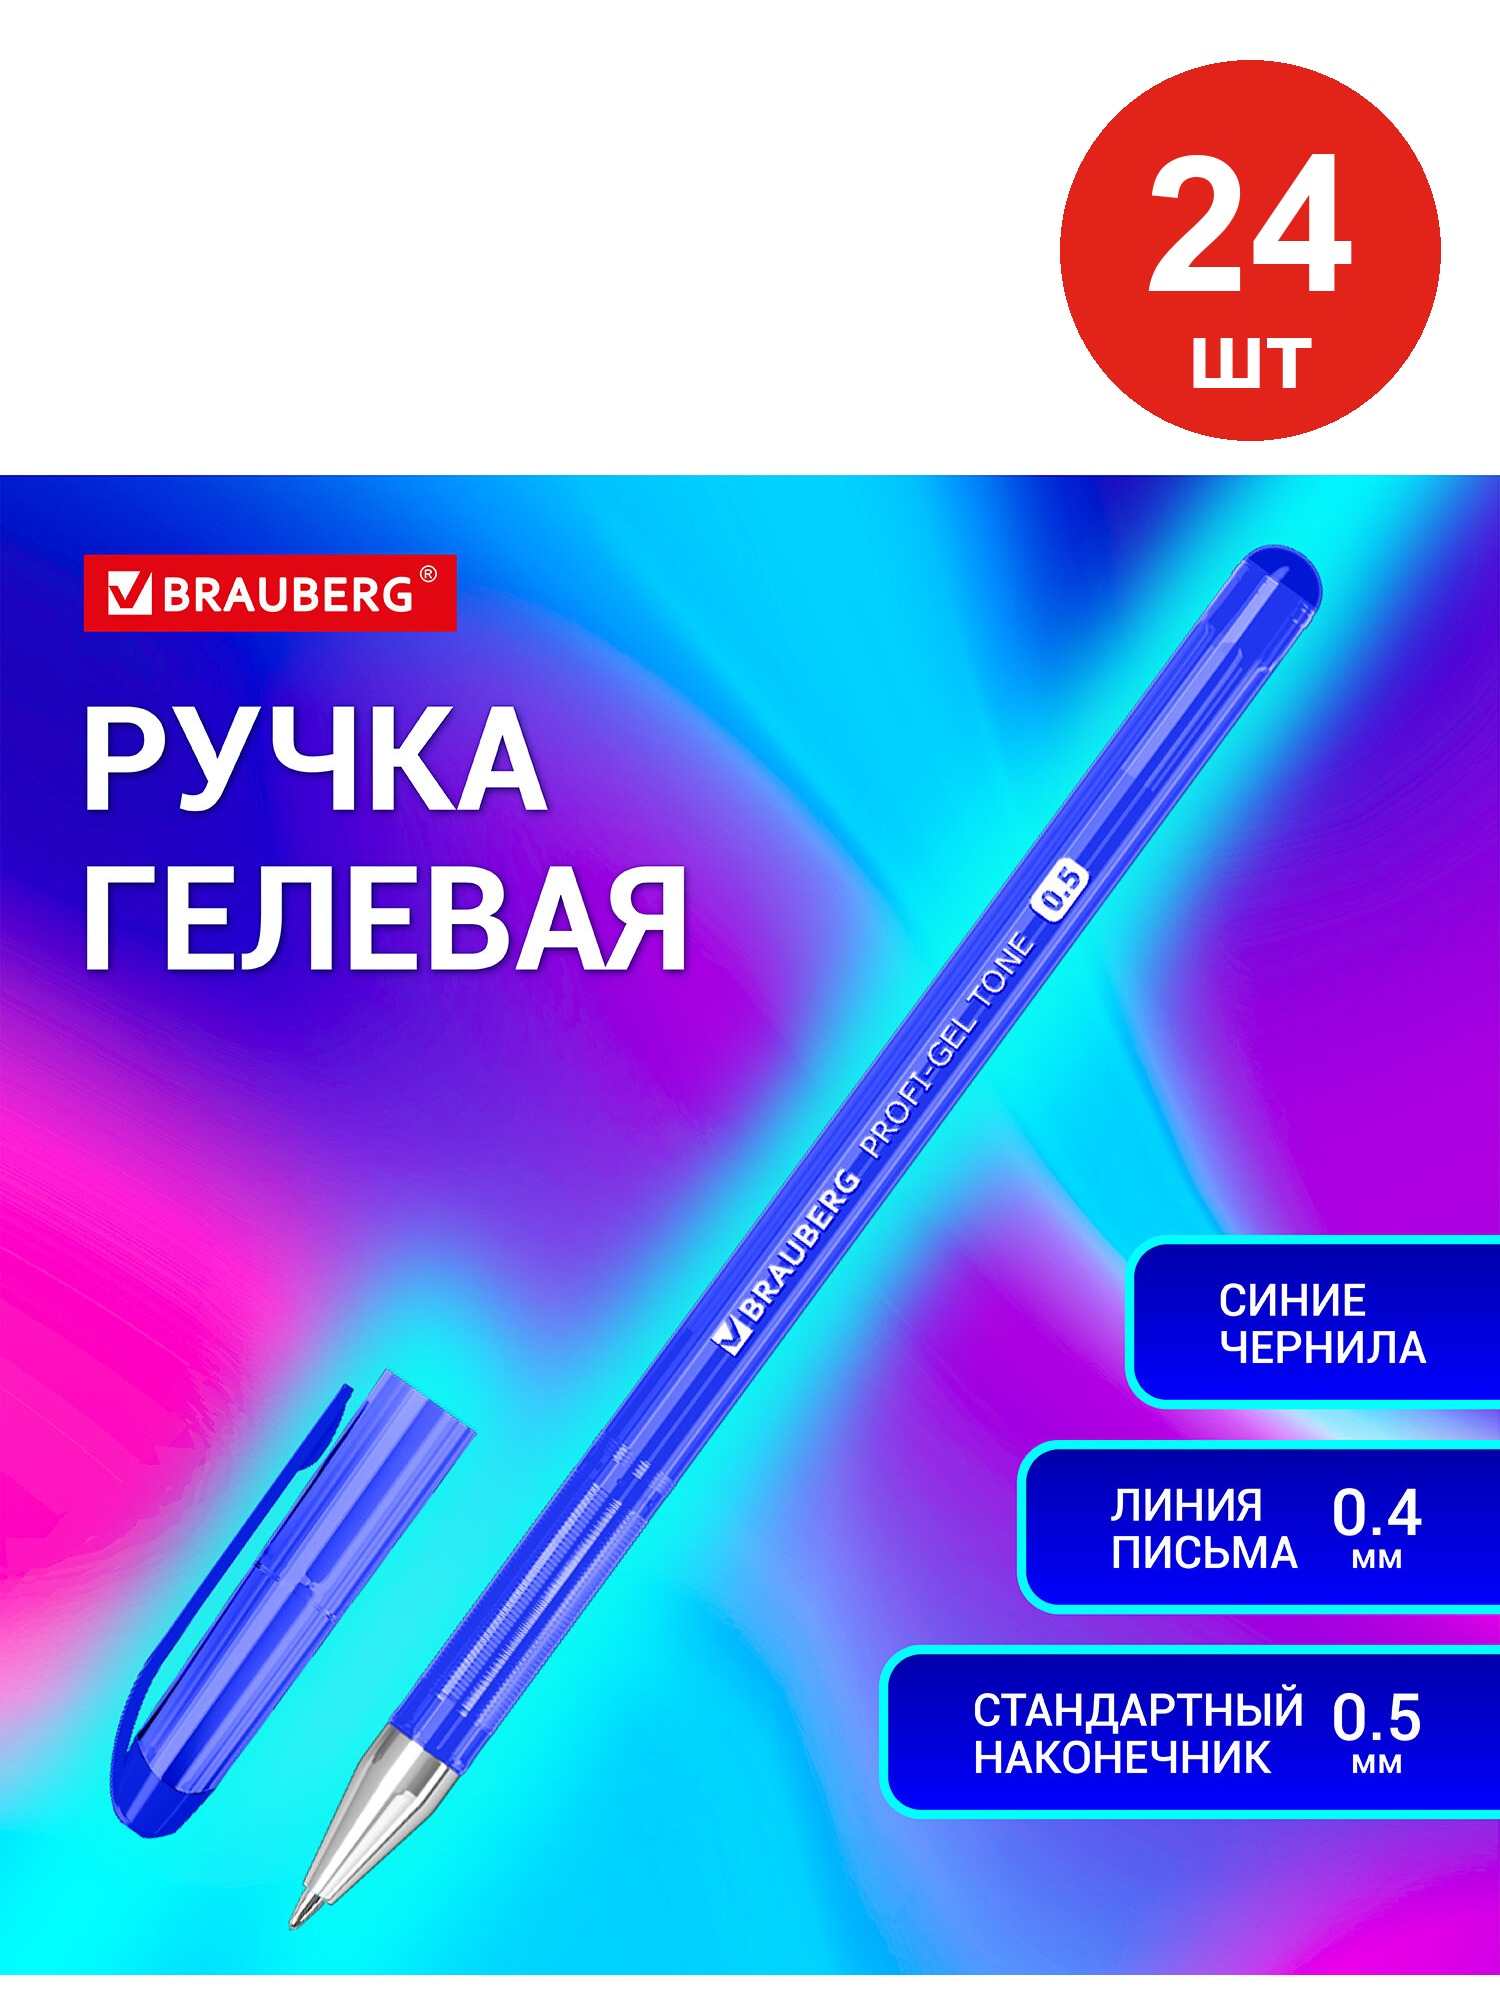 24
шт
BRAUBERG®
РУЧКА
ГЕЛЕВАЯ
BRAUBERG PROFI-GEL TONE 0.5
СИНИЕ
ЧЕРНИЛА
ЛИНИЯ
ПИСЬМА
0.4
мм
СТАНДАРТНЫЙ
НАКОНЕЧНИК
0.5
мм